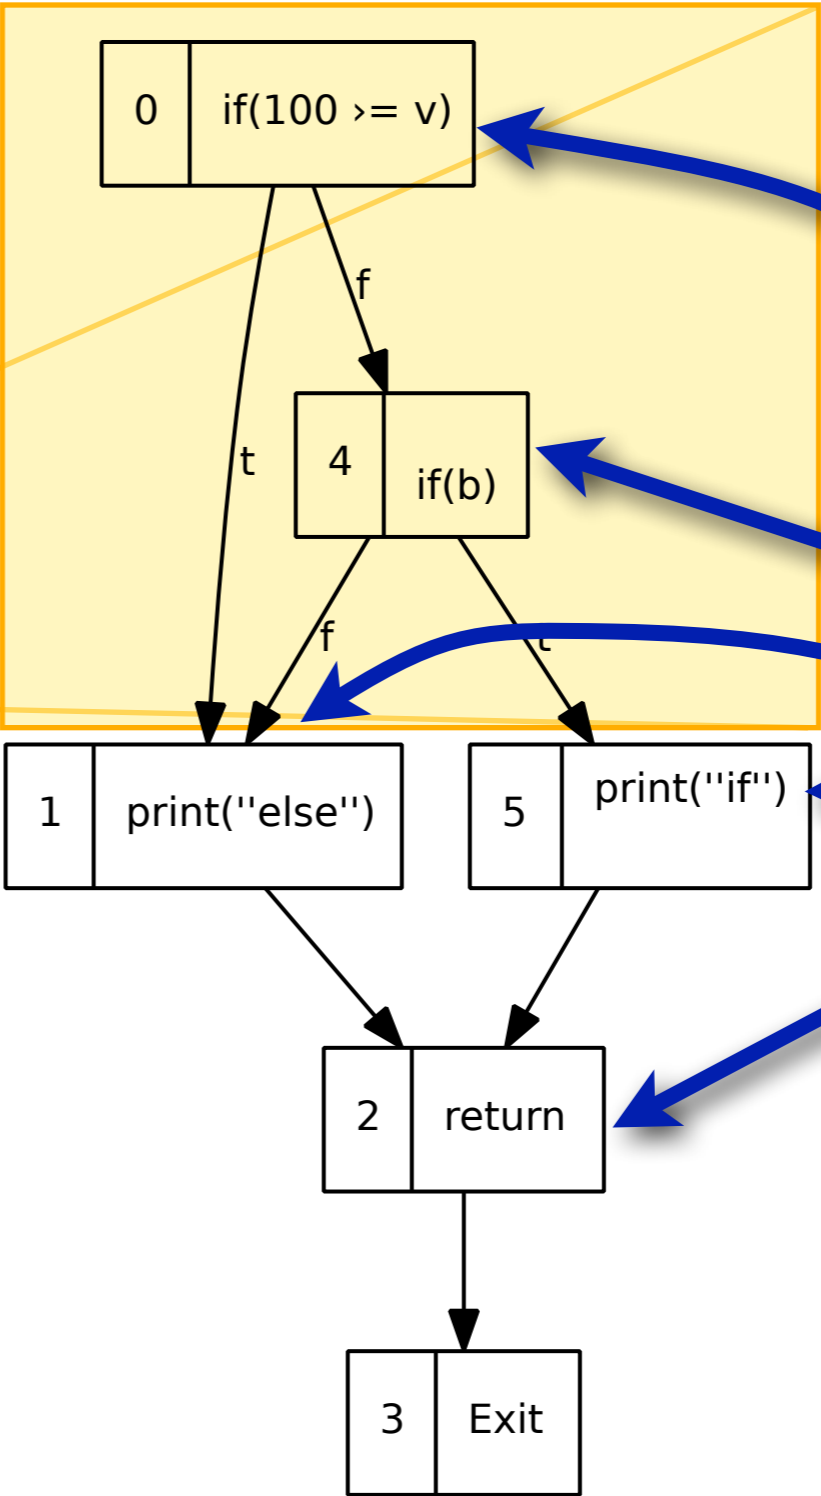 0 if(100 ›= v)
f
t
4 if(b)
f
t
1 print(''else'')
5 print(''if'')
2 return
3 Exit